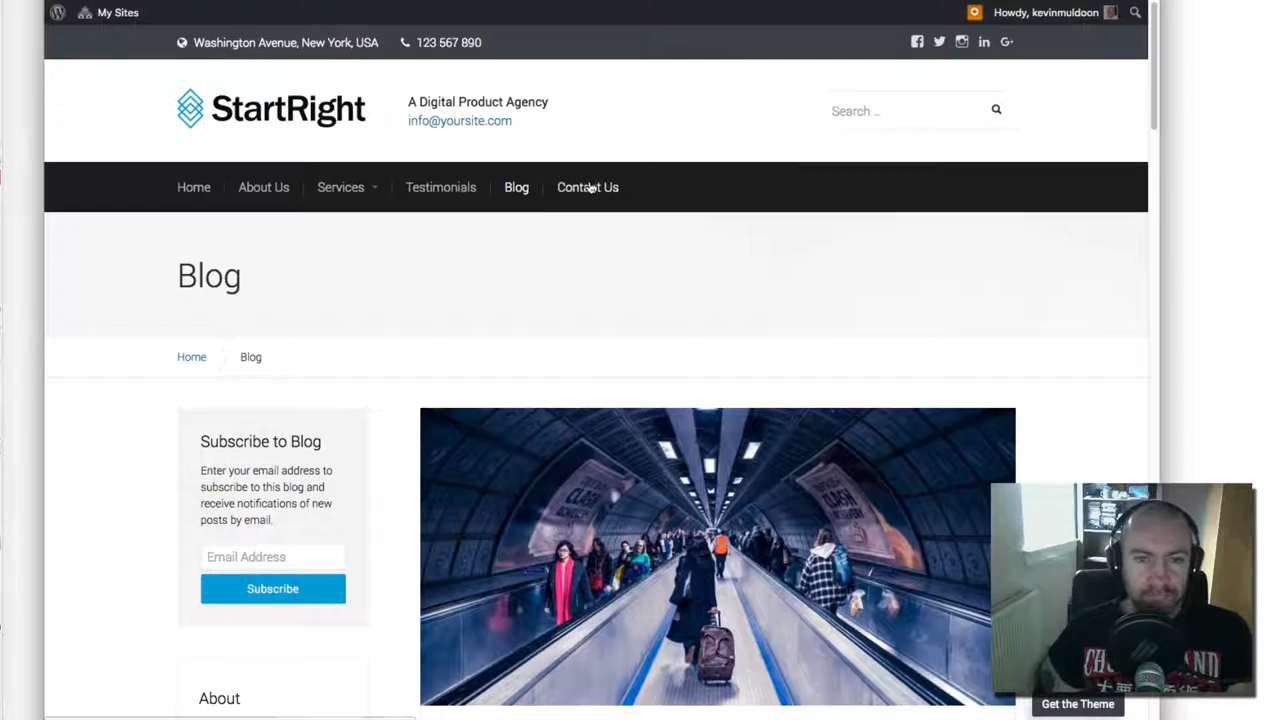 My Sites
Howdy, kevinmuldoon
Washington Avenue, New York, USA 123 567 890
StartRight
A Digital Product Agency
info@yoursite.com
Search ...
Home About Us Services Testimonials Blog Contact Us
Blog
Home Blog
Subscribe to Blog
Enter your email address to
subscribe to this blog and
receive notifications of new
posts by email.
Email Address
Subscribe
CLASH
About
Get the Theme